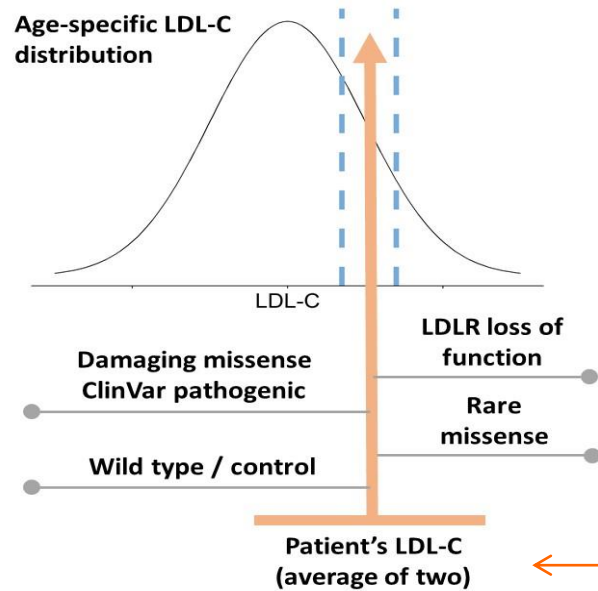 Age-specific LDL-C
distribution
LDL-C
LDLR loss of
function
Damaging missense
ClinVar pathogenic
Rare
missense
Wild type / control
Patient's LDL-C
(average of two)